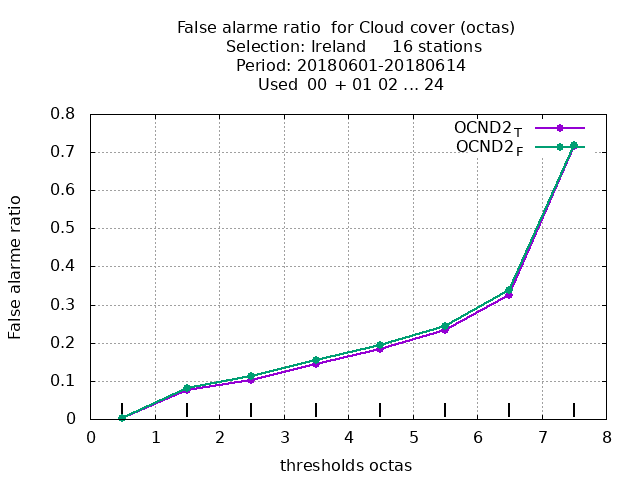 False alarme ratio  for Cloud cover (octas)
Selection: Ireland     16 stations
Period: 20180601-20180614
Used  00  + 01 02 ... 24
False alarme ratio
0.8
0.7
0.6
0.5
0.4
0.3
0.2
0.1
0
OCND2T
OCND2F
0 1 2 3 4 5 6 7 8
thresholds octas